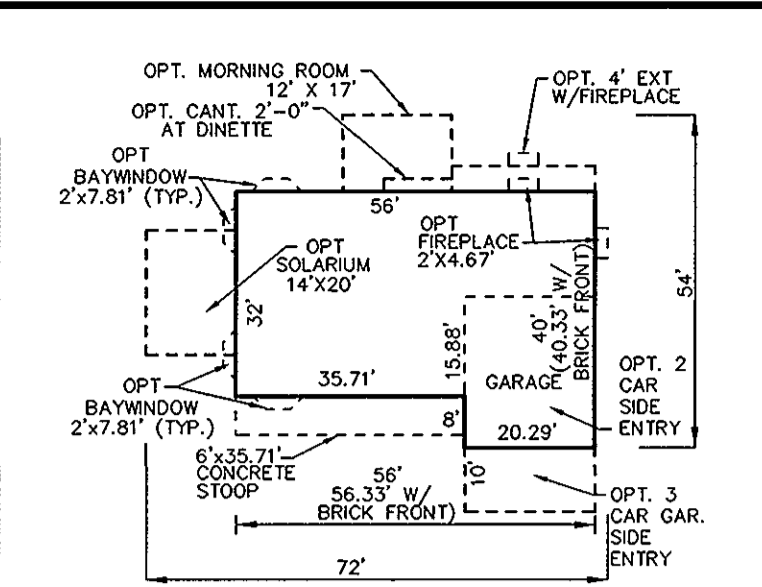 OPT. MORNING ROOM
12' X 17'
OPT. CANT. 2'-0"
AT DINETTE
OPT. 4' EXT
W/FIREPLACE
OPT
BAYWINDOW
2'x7.81' (TYP.)
56'
OPT
FIREPLACE
2'X4.67'
OPT
SOLARIUM
14'X20'
32'
54'
40'
(40.33' W/
BRICK FRONT)
15.88'
35.71'
GARAGE
OPT. 2
CAR
SIDE
ENTRY
OPT
BAYWINDOW
2'x7.81' (TYP.)
8'
20.29'
6'x35.71'
CONCRETE
STOOP
10'
56'
56.33' W/
BRICK FRONT)
OPT. 3
CAR GAR.
SIDE
ENTRY
72'